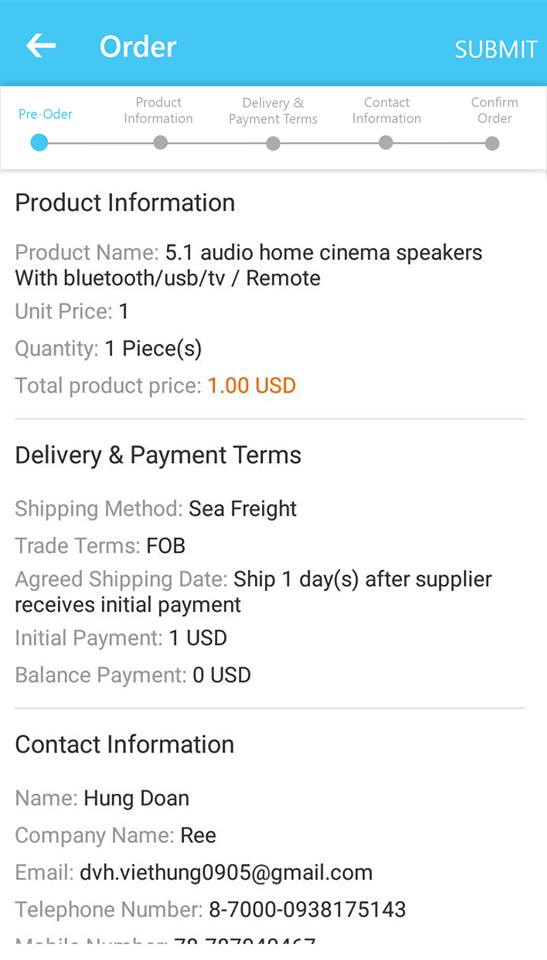 Order
SUBMIT
Pre-Oder
Product
Information
Delivery &
Payment Terms
Contact
Information
Confirm
Order
Product Information
Product Name: 5.1 audio home cinema speakers
With bluetooth/usb/tv / Remote
Unit Price: 1
Quantity: 1 Piece(s)
Total product price: 1.00 USD
Delivery & Payment Terms
Shipping Method: Sea Freight
Trade Terms: FOB
Agreed Shipping Date: Ship 1 day(s) after supplier
receives initial payment
Initial Payment: 1 USD
Balance Payment: 0 USD
Contact Information
Name: Hung Doan
Company Name: Ree
Email: dvh.viethung0905@gmail.com
Telephone Number: 8-7000-0938175143
Mobile Number: